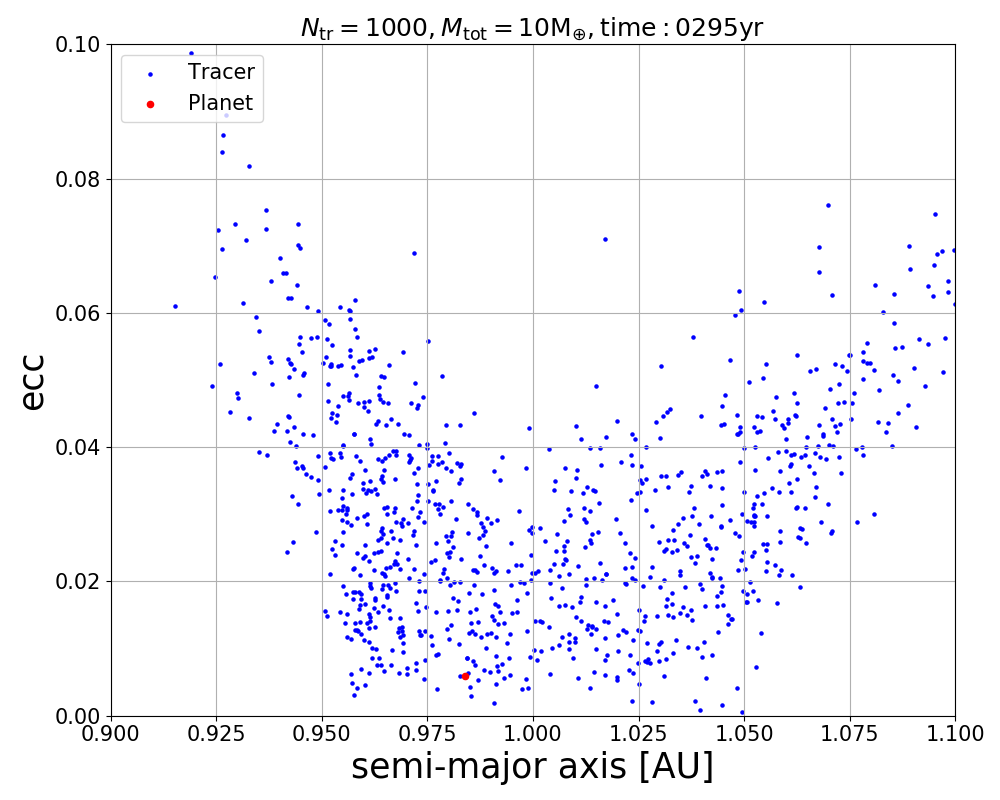 N_tr = 1000, M_tot = 10M_⊕, time : 0295yr
Tracer
Planet
ecc
0.10
0.08
0.06
0.04
0.02
0.00
0.900 0.925 0.950 0.975 1.000 1.025 1.050 1.075 1.100
semi-major axis [AU]